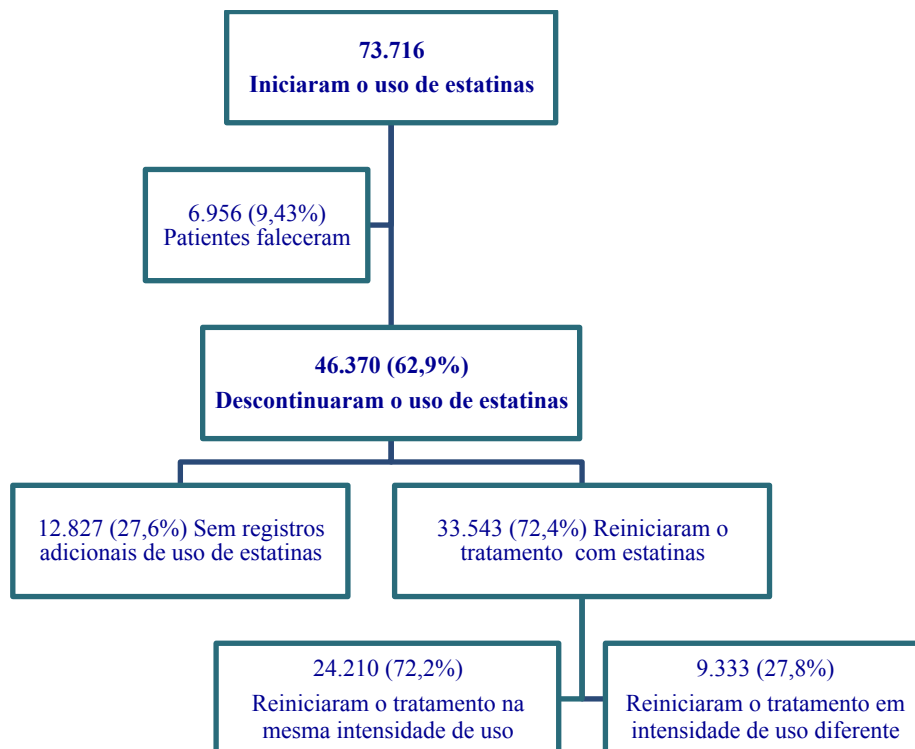 73.716
Iniciaram o uso de estatinas
6.956 (9,43%)
Patientes faleceram
46.370 (62,9%)
Descontinuaram o uso de estatinas
12.827 (27,6%) Sem registros
adicionais de uso de estatinas
33.543 (72,4%) Reiniciaram o
tratamento com estatinas
24.210 (72,2%)
Reiniciaram o tratamento na
mesma intensidade de uso
9.333 (27,8%)
Reiniciaram o tratamento em
intensidade de uso diferente